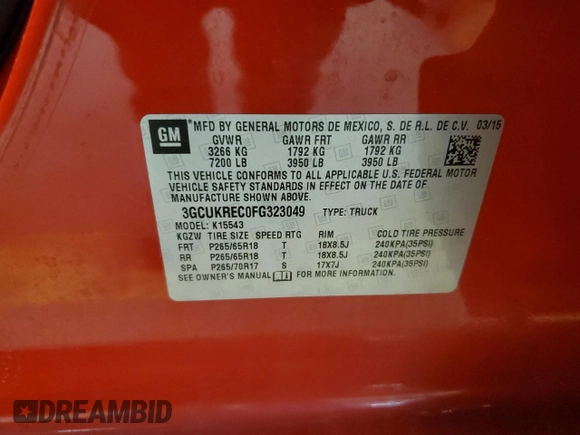 GM
MFD BY GENERAL MOTORS DE MEXICO, S. DE R.L. DE C.V. 03/15
GVWR GAWR FRT GAWR RR
3266 KG 1792 KG 1792 KG
7200 LB 3950 LB 3950 LB
THIS VEHICLE CONFORMS TO ALL APPLICABLE U.S. FEDERAL MOTOR
VEHICLE SAFETY STANDARDS IN EFFECT ON THE DATE OF
MANUFACTURE SHOWN ABOVE.
3GCUKREC0FG323049 TYPE: TRUCK
MODEL: K15543
KGZW TIRE SIZE SPEED RTG RIM COLD TIRE PRESSURE
FRT P265/65R18 T 18X8.5J 240KPA(35PSI)
RR P265/65R18 T 18X8.5J 240KPA(35PSI)
SPA P265/70R17 S 17X7J 240KPA(35PSI)
SEE OWNER'S MANUAL FOR MORE INFORMATION.
DREAMBID